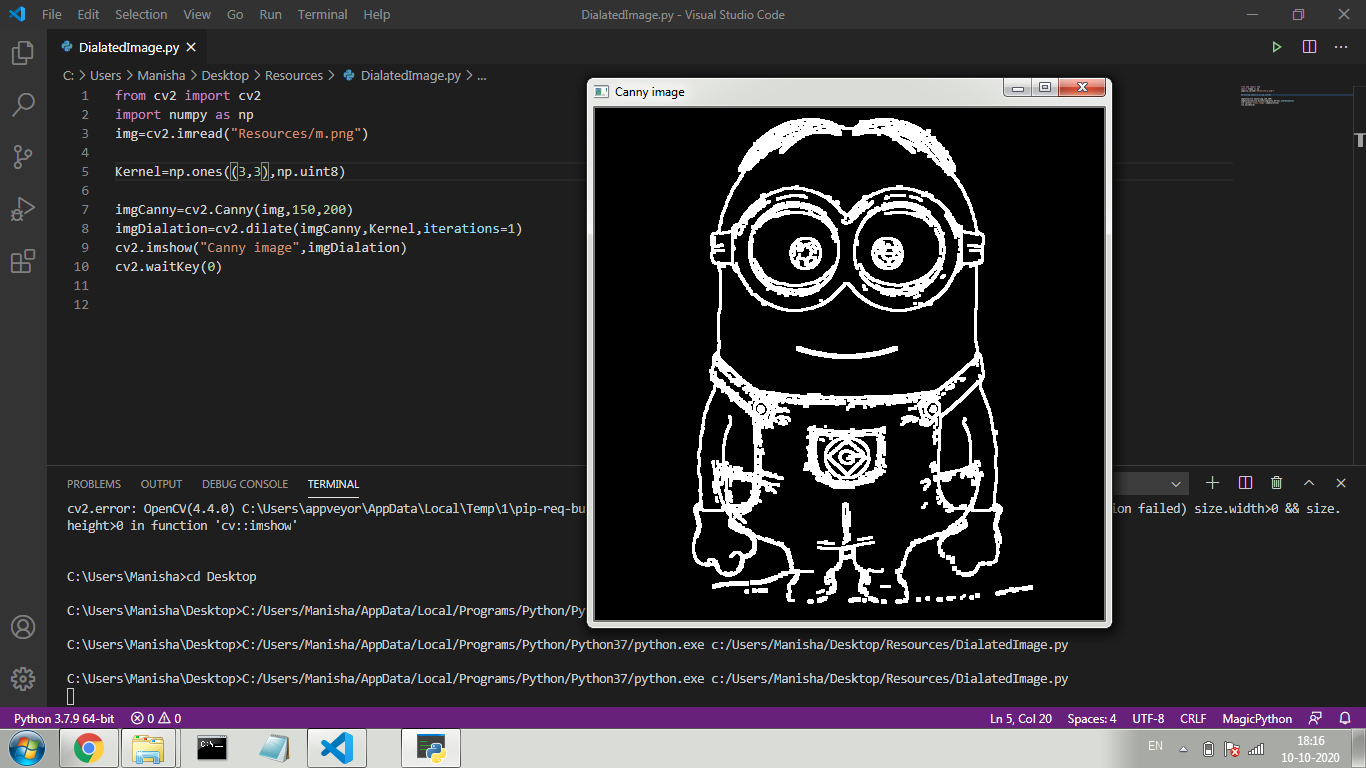 File Edit Selection View Go Run Terminal Help DialatedImage.py - Visual Studio Code
DialatedImage.py
C: > Users > Manisha > Desktop > Resources > DialatedImage.py > ...
1 from cv2 import cv2
2 import numpy as np
3 img=cv2.imread("Resources/m.png")
4
5 Kernel=np.ones((3,3),np.uint8)
6
7 imgCanny=cv2.Canny(img,150,200)
8 imgDialation=cv2.dilate(imgCanny,Kernel,iterations=1)
9 cv2.imshow("Canny image",imgDialation)
10 cv2.waitKey(0)
11
12
Canny image
PROBLEMS OUTPUT DEBUG CONSOLE TERMINAL
cv2.error: OpenCV(4.4.0) C:\Users\appveyor\AppData\Local\Temp\1\pip-req-bu ion failed) size.width>0 && size.
height>0 in function 'cv::imshow'
C:\Users\Manisha>cd Desktop
C:\Users\Manisha\Desktop>C:/Users/Manisha/AppData/Local/Programs/Python/Py
C:\Users\Manisha\Desktop>C:/Users/Manisha/AppData/Local/Programs/Python/Python37/python.exe c:/Users/Manisha/Desktop/Resources/DialatedImage.py
C:\Users\Manisha\Desktop>C:/Users/Manisha/AppData/Local/Programs/Python/Python37/python.exe c:/Users/Manisha/Desktop/Resources/DialatedImage.py
Python 3.7.9 64-bit 0 0 Ln 5, Col 20 Spaces: 4 UTF-8 CRLF MagicPython
EN 18:16
10-10-2020